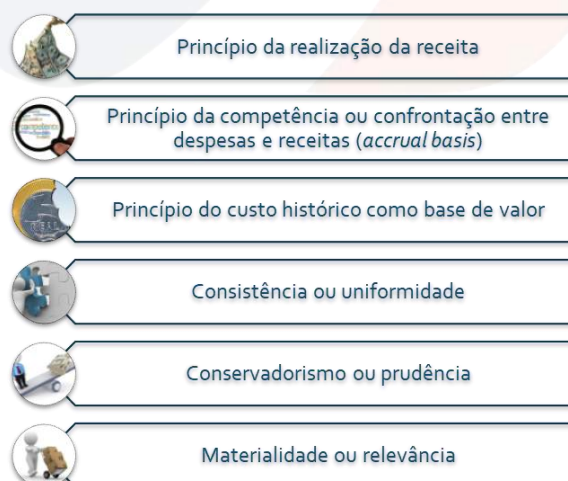 Princípio da realização da receita
Princípio da competência ou confrontação entre
despesas e receitas (accrual basis)
Princípio do custo histórico como base de valor
Consistência ou uniformidade
Conservadorismo ou prudência
Materialidade ou relevância